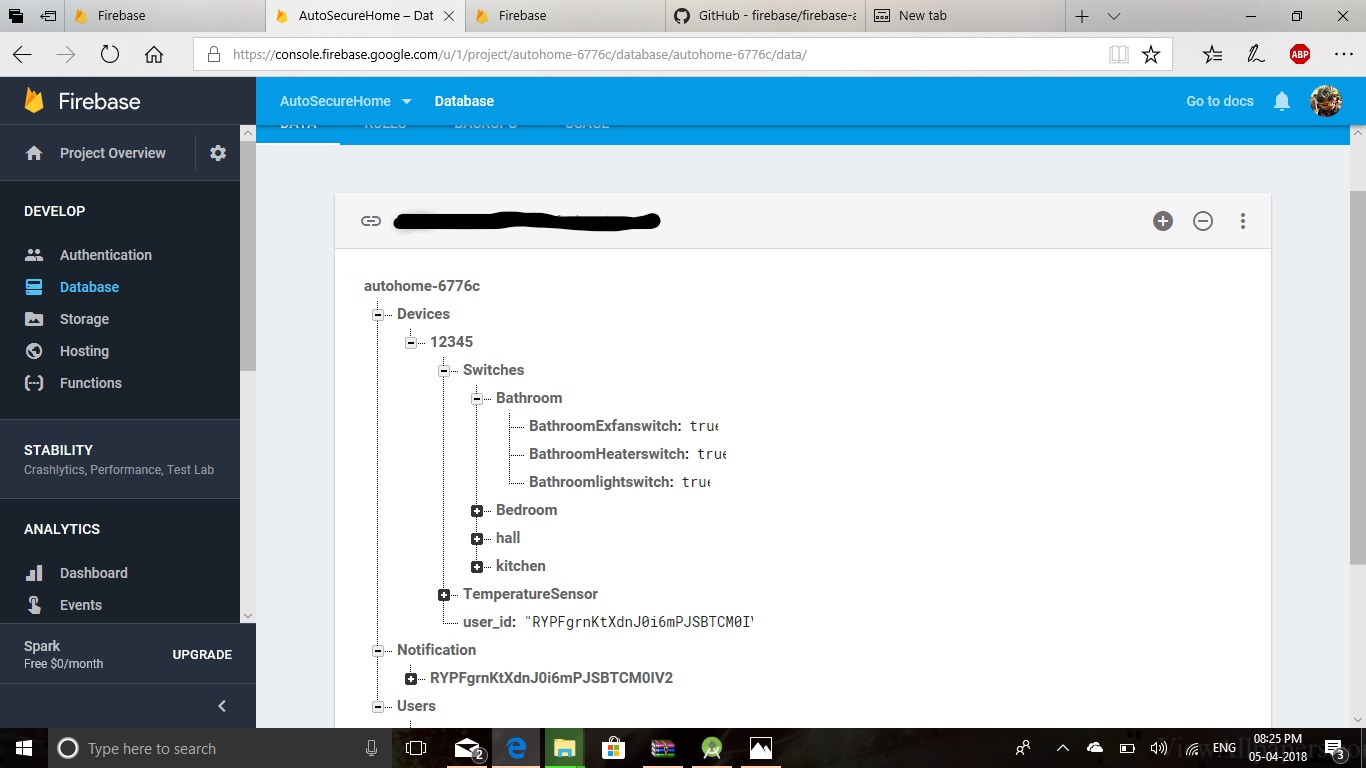 Firebase
AutoSecureHome – Dat
Firebase
GitHub - firebase/firebase-a
New tab
https://console.firebase.google.com/u/1/project/autohome-6776c/database/autohome-6776c/data/
ABP
Firebase
AutoSecureHome
Database
Go to docs
DATA RULES BACKUPS USAGE
Project Overview
DEVELOP
Authentication
Database
Storage
Hosting
Functions
STABILITY
Crashlytics, Performance, Test Lab
ANALYTICS
Dashboard
Events
Spark
Free $0/month
UPGRADE
autohome-6776c
Devices
12345
Switches
Bathroom
BathroomExfanswitch: true
BathroomHeaterswitch: true
Bathroomlightswitch: true
Bedroom
hall
kitchen
TemperatureSensor
user_id: "RYPFgrnKtXdnJ0i6mPJSBTCM0IV
Notification
RYPFgrnKtXdnJ0i6mPJSBTCM0IV2
Users
Type here to search
2
ENG
08:25 PM
05-04-2018
3